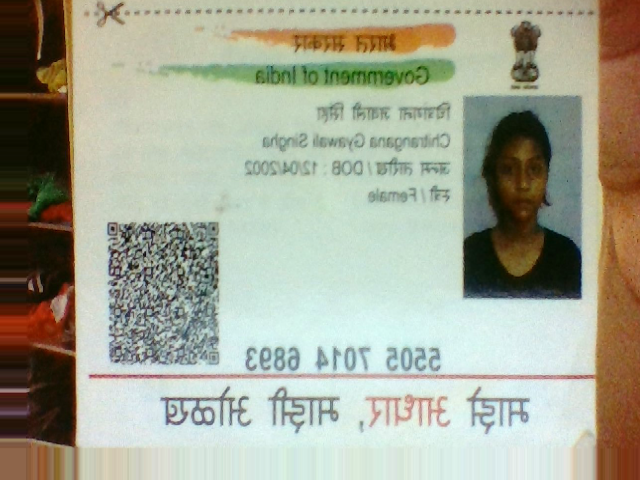 भारत सरकार
Government of India
चित्रांगना ज्ञवाली सिंहा
Chitrangana Gyawali Singha
जन्म तारीख / DOB : 12/04/2002
स्त्री / Female
5505 7014 6893
माझे आधार, माझी ओळख